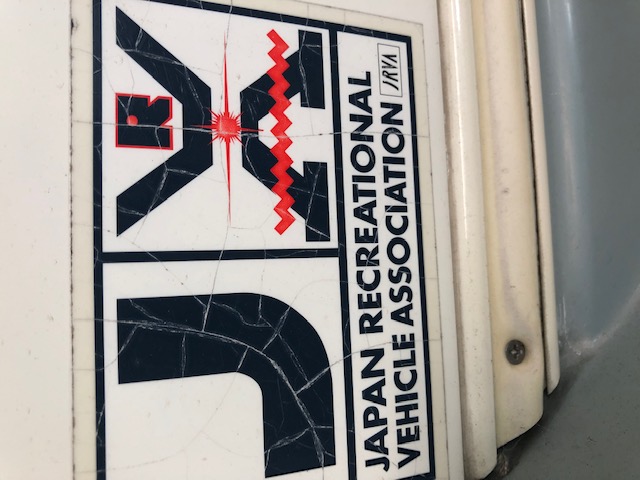 J R V A
JAPAN RECREATIONAL
VEHICLE ASSOCIATION JRVA